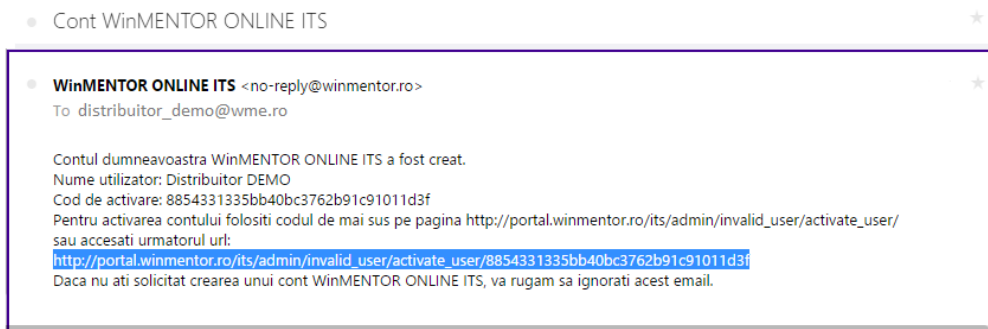 Cont WinMENTOR ONLINE ITS
WinMENTOR ONLINE ITS <no-reply@winmentor.ro>
To distribuitor_demo@wme.ro
Contul dumneavoastra WinMENTOR ONLINE ITS a fost creat.
Nume utilizator: Distribuitor DEMO
Cod de activare: 8854331335bb40bc3762b91c91011d3f
Pentru activarea contului folositi codul de mai sus pe pagina http://portal.winmentor.ro/its/admin/invalid_user/activate_user/
sau accesati urmatorul url:
http://portal.winmentor.ro/its/admin/invalid_user/activate_user/8854331335bb40bc3762b91c91011d3f
Daca nu ati solicitat crearea unui cont WinMENTOR ONLINE ITS, va rugam sa ignorati acest email.